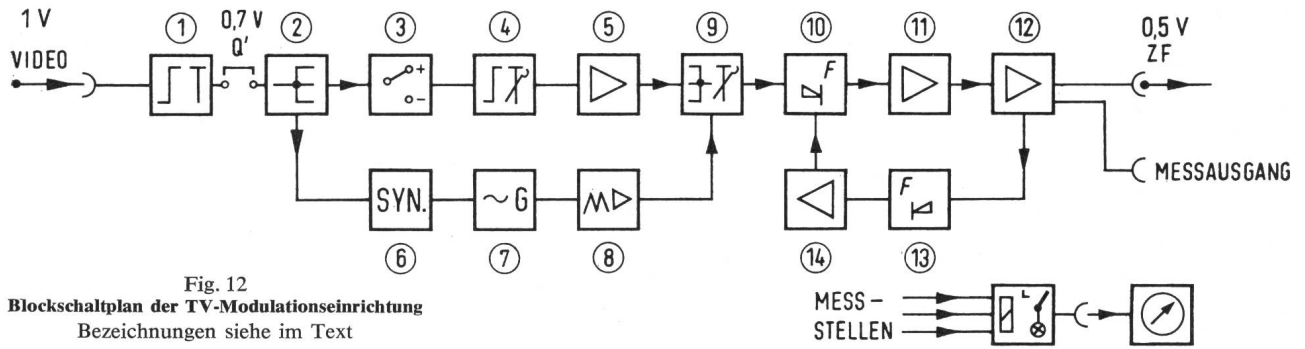 1 V
VIDEO
①
0,7 V
Q'
②
③
④
⑤
⑨
⑩
⑪
⑫
0,5 V
ZF
+
-
F
MESSAUSGANG
SYN.
~ G
F
⑥
⑦
⑧
⑭
⑬
Fig. 12
Blockschaltplan der TV-Modulationseinrichtung
Bezeichnungen siehe im Text
MESS-
STELLEN